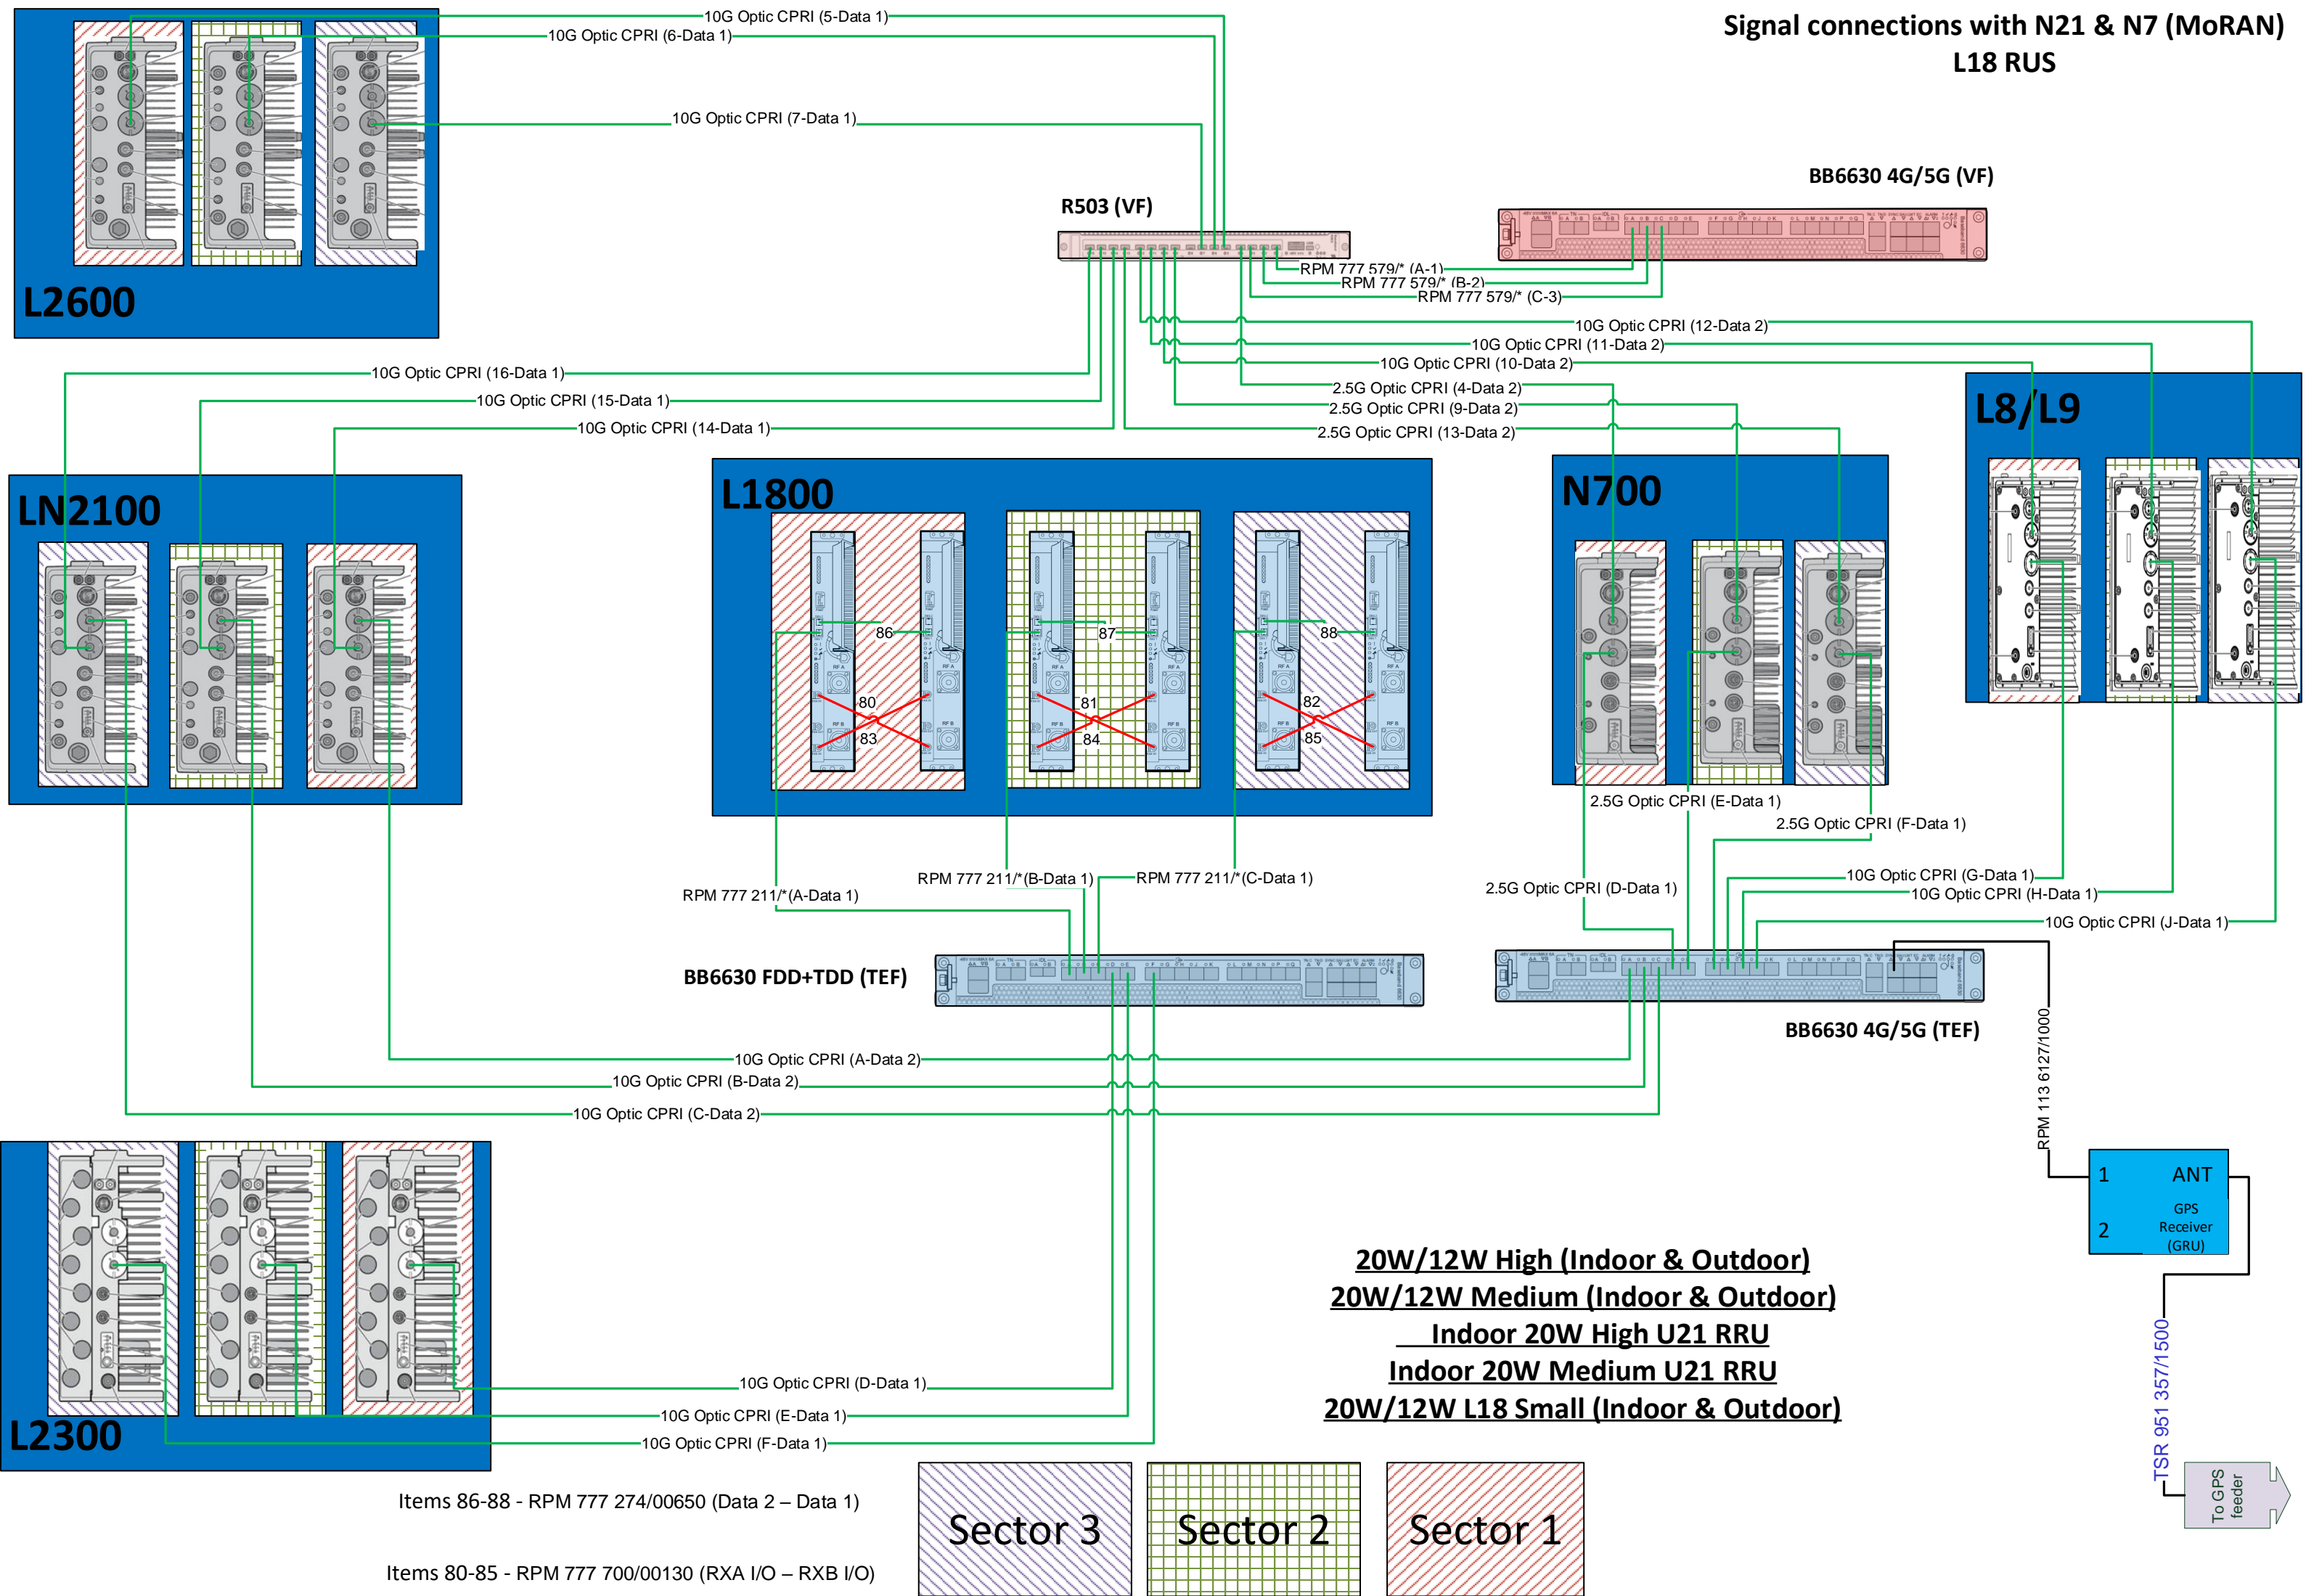 Signal connections with N21 & N7 (MoRAN)
L18 RUS
10G Optic CPRI (5-Data 1)
10G Optic CPRI (6-Data 1)
10G Optic CPRI (7-Data 1)
L2600
R503 (VF)
BB6630 4G/5G (VF)
RPM 777 579/* (A-1)
RPM 777 579/* (B-2)
RPM 777 579/* (C-3)
10G Optic CPRI (12-Data 2)
10G Optic CPRI (11-Data 2)
10G Optic CPRI (10-Data 2)
2.5G Optic CPRI (4-Data 2)
2.5G Optic CPRI (9-Data 2)
2.5G Optic CPRI (13-Data 2)
10G Optic CPRI (16-Data 1)
10G Optic CPRI (15-Data 1)
10G Optic CPRI (14-Data 1)
L8/L9
LN2100
L1800
N700
86
87
88
RF A
RF A
RF A
RF A
RF A
RF A
80
81
82
83
84
85
RF B
RF B
RF B
RF B
RF B
RF B
2.5G Optic CPRI (E-Data 1)
2.5G Optic CPRI (F-Data 1)
2.5G Optic CPRI (D-Data 1)
10G Optic CPRI (G-Data 1)
10G Optic CPRI (H-Data 1)
10G Optic CPRI (J-Data 1)
RPM 777 211/*(A-Data 1)
RPM 777 211/*(B-Data 1)
RPM 777 211/*(C-Data 1)
BB6630 FDD+TDD (TEF)
BB6630 4G/5G (TEF)
10G Optic CPRI (A-Data 2)
10G Optic CPRI (B-Data 2)
10G Optic CPRI (C-Data 2)
RPM 113 6127/1000
1
ANT
2
GPS
Receiver
(GRU)
TSR 951 357/1500
To GPS
feeder
L2300
10G Optic CPRI (D-Data 1)
10G Optic CPRI (E-Data 1)
10G Optic CPRI (F-Data 1)
20W/12W High (Indoor & Outdoor)
20W/12W Medium (Indoor & Outdoor)
Indoor 20W High U21 RRU
Indoor 20W Medium U21 RRU
20W/12W L18 Small (Indoor & Outdoor)
Items 86-88 - RPM 777 274/00650 (Data 2 – Data 1)
Items 80-85 - RPM 777 700/00130 (RXA I/O – RXB I/O)
Sector 3
Sector 2
Sector 1